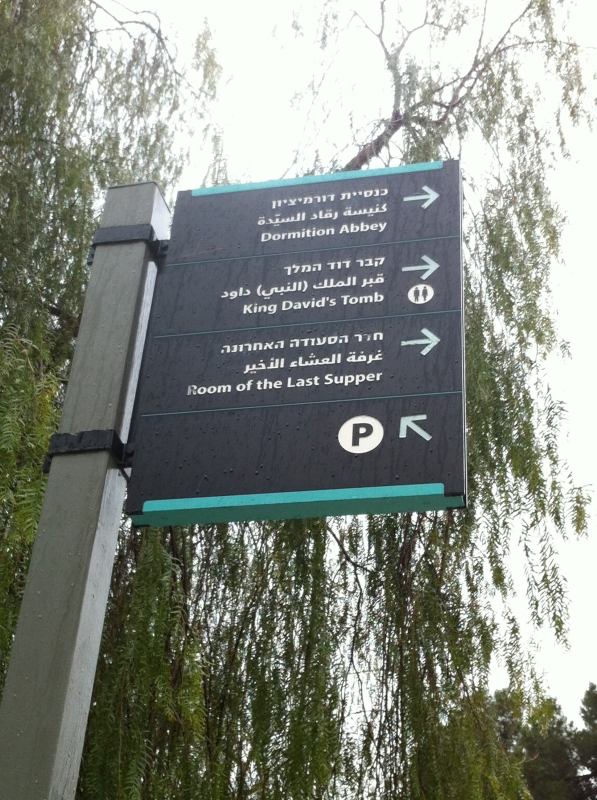 כנסיית דורמיציון
كنيسة رقاد السيّدة
Dormition Abbey
קבר דוד המלך
قبر الملك (النبي) داود
King David's Tomb
חדר הסעודה האחרונה
غرفة العشاء الأخير
Room of the Last Supper
P